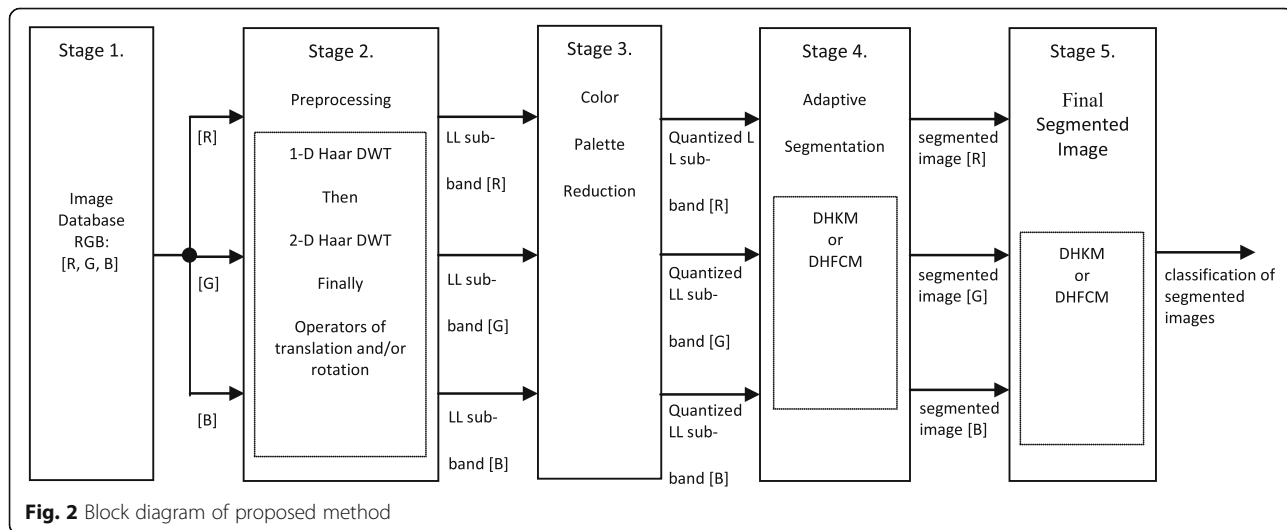 Stage 1.
Image
Database
RGB:
[R, G, B]
[R]
[G]
[B]
Stage 2.
Preprocessing
1-D Haar DWT
Then
2-D Haar DWT
Finally
Operators of
translation and/or
rotation
LL sub-
band [R]
LL sub-
band [G]
LL sub-
band [B]
Stage 3.
Color
Palette
Reduction
Quantized L
L sub-
band [R]
Quantized
LL sub-
band [G]
Quantized
LL sub-
band [B]
Stage 4.
Adaptive
Segmentation
DHKM
or
DHFCM
segmented
image [R]
segmented
image [G]
segmented
image [B]
Stage 5.
Final
Segmented
Image
DHKM
or
DHFCM
classification of
segmented
images
Fig. 2 Block diagram of proposed method